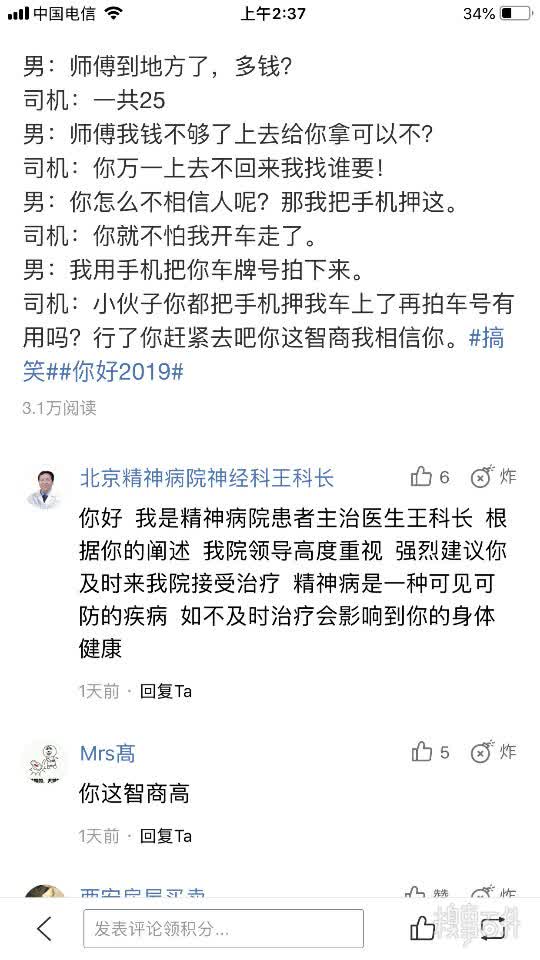 中国电信
上午2:37
34%
男：师傅到地方了，多钱？
司机：一共25
男：师傅我钱不够了上去给你拿可以不？
司机：你万一上去不回来我找谁要！
男：你怎么不相信人呢？那我把手机押这。
司机：你就不怕我开车走了。
男：我用手机把你车牌号拍下来。
司机：小伙子你都把手机押我车上了再拍车号有
用吗？行了你赶紧去吧你这智商我相信你。#搞
笑##你好2019#
3.1万阅读
北京精神病院神经科王科长
6
炸
你好 我是精神病院患者主治医生王科长 根
据你的阐述 我院领导高度重视 强烈建议你
及时来我院接受治疗 精神病是一种可见可
防的疾病 如不及时治疗会影响到你的身体
健康
1天前 · 回复Ta
Mrs髙
5
炸
你这智商高
1天前 · 回复Ta
西安房屋买卖
赞
炸
发表评论领积分...